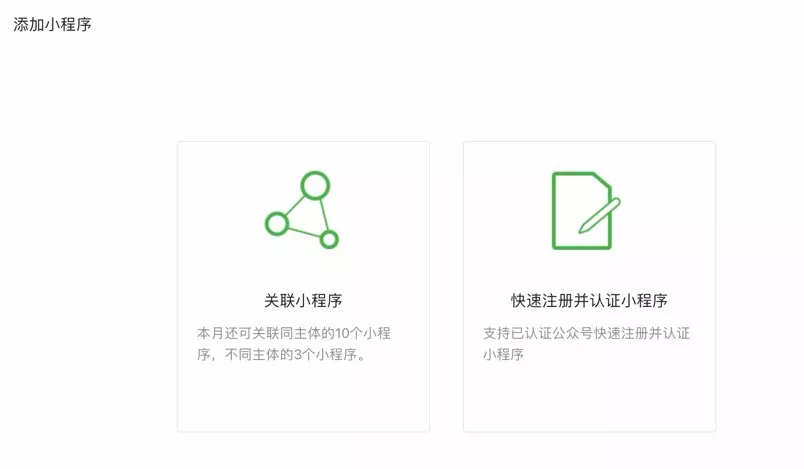 添加小程序
关联小程序
本月还可关联同主体的10个小程
序，不同主体的3个小程序。
快速注册并认证小程序
支持已认证公众号快速注册并认证
小程序